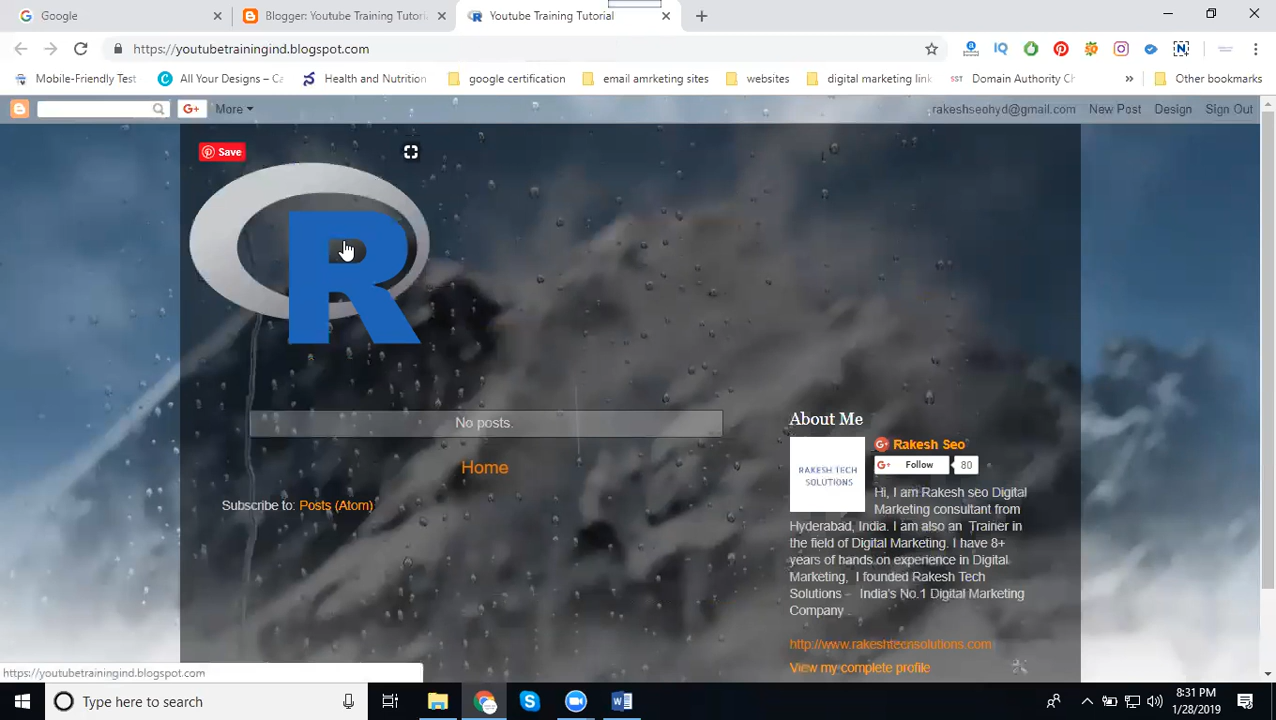 Google
Blogger: Youtube Training Tutori
Youtube Training Tutorial
https://youtubetrainingind.blogspot.com
Mobile-Friendly Test
All Your Designs – Ca
Health and Nutrition
google certification
email amrketing sites
websites
digital marketing link
SST Domain Authority Ch
Other bookmarks
G+
More
rakeshseohyd@gmail.com
New Post
Design
Sign Out
Save
R
No posts.
Home
Subscribe to: Posts (Atom)
About Me
RAKESH TECH
SOLUTIONS
G+ Rakesh Seo
G+ Follow 80
Hi, I am Rakesh seo Digital
Marketing consultant from
Hyderabad, India. I am also an Trainer in
the field of Digital Marketing. I have 8+
years of hands on experience in Digital
Marketing, I founded Rakesh Tech
Solutions – India's No.1 Digital Marketing
Company .
http://www.rakeshtechsolutions.com
View my complete profile
https://youtubetrainingind.blogspot.com
Type here to search
8:31 PM
1/28/2019